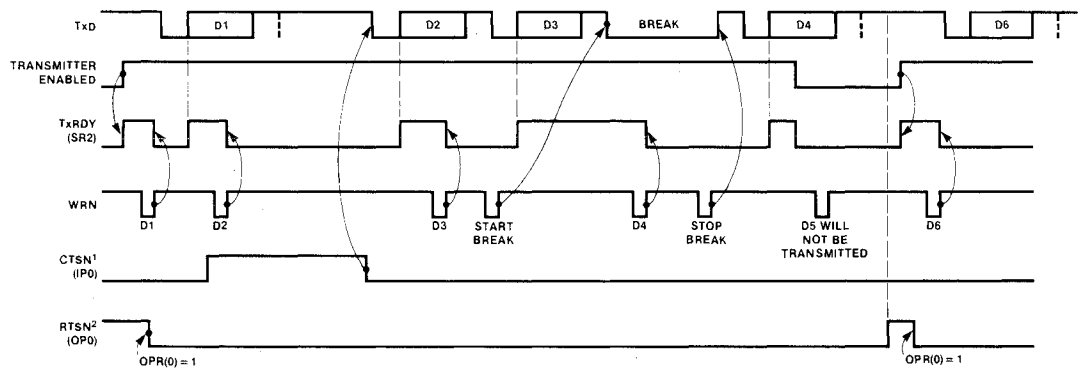 TxD
D1
D2
D3
BREAK
D4
D6
TRANSMITTER
ENABLED
TxRDY
(SR2)
WRN
D1
D2
D3
START
BREAK
D4
STOP
BREAK
D5 WILL
NOT BE
TRANSMITTED
D6
CTSN1
(IP0)
RTSN2
(OP0)
OPR(0) = 1
OPR(0) = 1